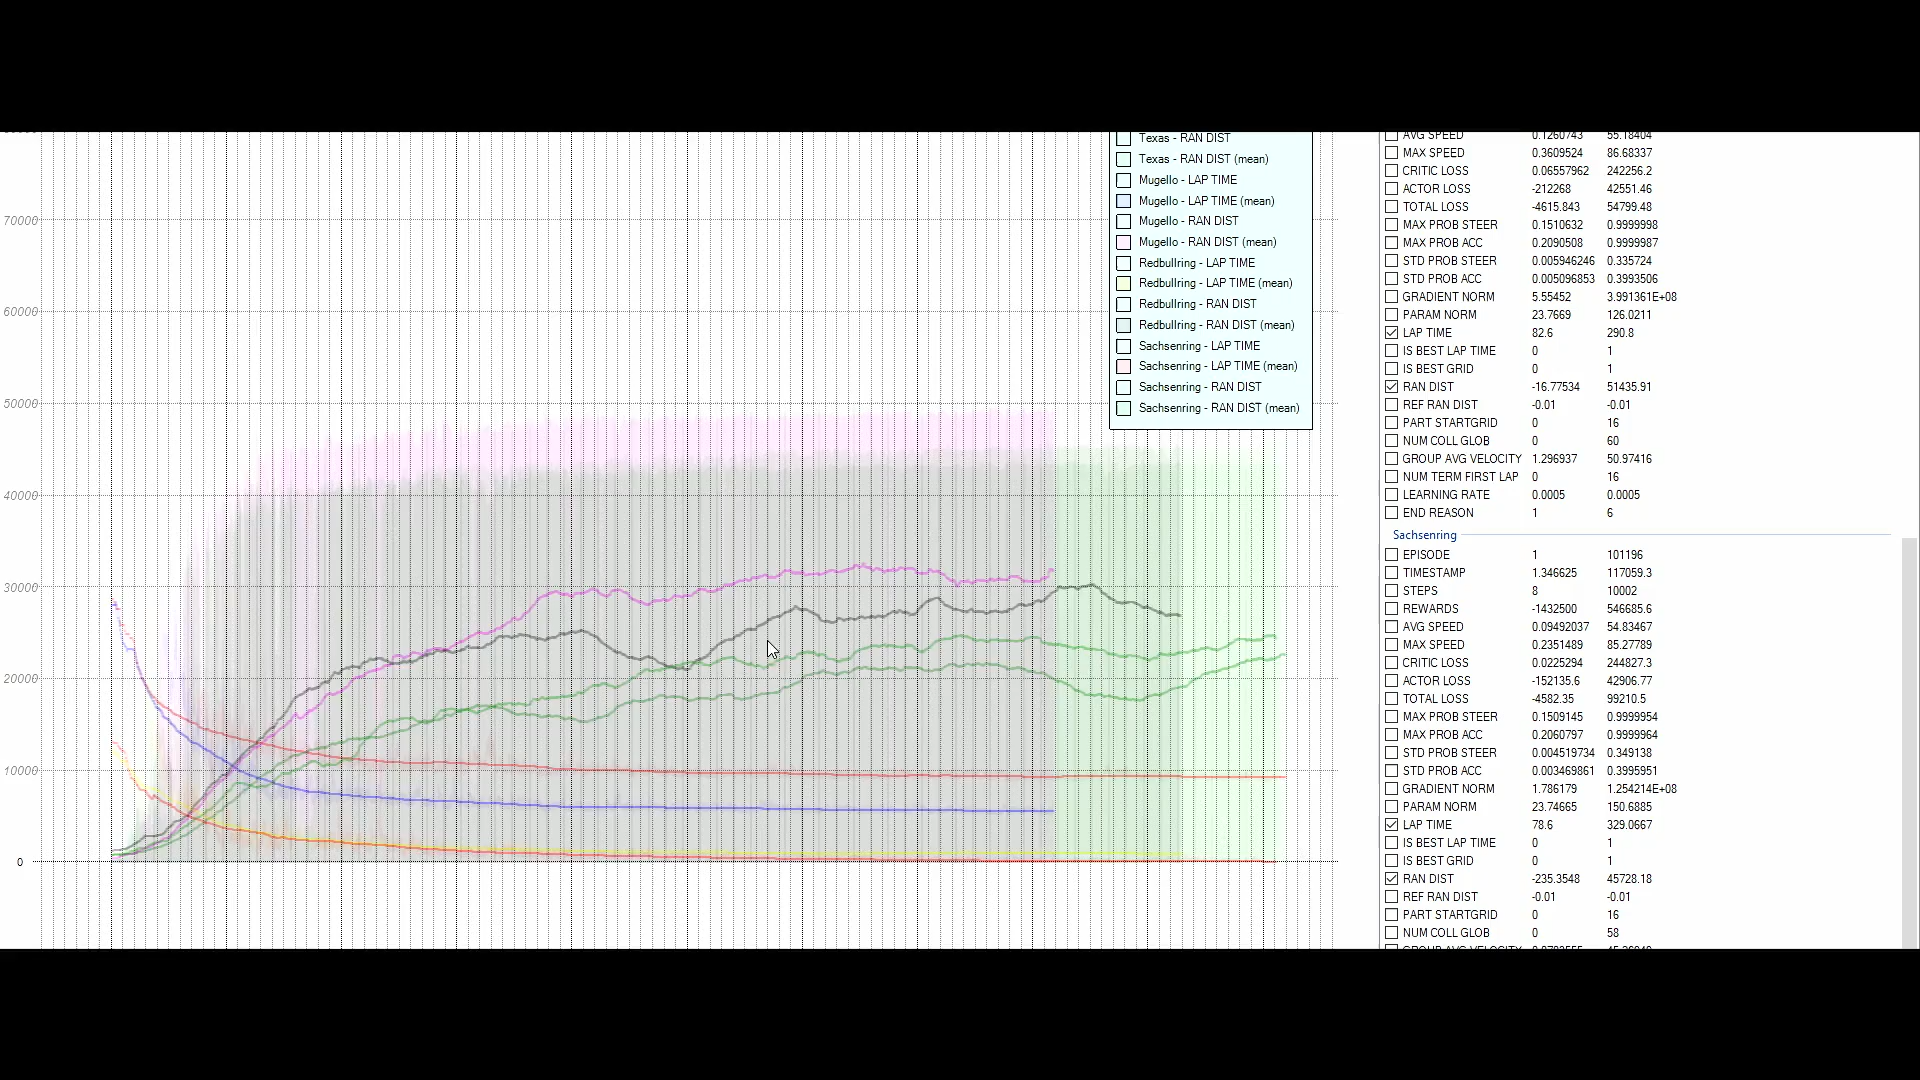 70000
60000
50000
40000
30000
20000
10000
0
Texas - RAN DIST
Texas - RAN DIST (mean)
Mugello - LAP TIME
Mugello - LAP TIME (mean)
Mugello - RAN DIST
Mugello - RAN DIST (mean)
Redbullring - LAP TIME
Redbullring - LAP TIME (mean)
Redbullring - RAN DIST
Redbullring - RAN DIST (mean)
Sachsenring - LAP TIME
Sachsenring - LAP TIME (mean)
Sachsenring - RAN DIST
Sachsenring - RAN DIST (mean)
AVG SPEED 0.1260743 55.18404
MAX SPEED 0.3609524 86.68337
CRITIC LOSS 0.06557962 242256.2
ACTOR LOSS -212268 42551.46
TOTAL LOSS -4615.843 54799.48
MAX PROB STEER 0.1510632 0.9999998
MAX PROB ACC 0.2090508 0.9999987
STD PROB STEER 0.005946246 0.335724
STD PROB ACC 0.005096853 0.3993506
GRADIENT NORM 5.55452 3.991361E+08
PARAM NORM 23.7669 126.0211
LAP TIME 82.6 290.8
IS BEST LAP TIME 0 1
IS BEST GRID 0 1
RAN DIST -16.77534 51435.91
REF RAN DIST -0.01 -0.01
PART STARTGRID 0 16
NUM COLL GLOB 0 60
GROUP AVG VELOCITY 1.296937 50.97416
NUM TERM FIRST LAP 0 16
LEARNING RATE 0.0005 0.0005
END REASON 1 6
Sachsenring
EPISODE 1 101196
TIMESTAMP 1.346625 117059.3
STEPS 8 10002
REWARDS -1432500 546685.6
AVG SPEED 0.09492037 54.83467
MAX SPEED 0.2351489 85.27789
CRITIC LOSS 0.0225294 244827.3
ACTOR LOSS -152135.6 42906.77
TOTAL LOSS -4582.35 99210.5
MAX PROB STEER 0.1509145 0.9999954
MAX PROB ACC 0.2060797 0.9999964
STD PROB STEER 0.004519734 0.349138
STD PROB ACC 0.003469861 0.3995951
GRADIENT NORM 1.786179 1.254214E+08
PARAM NORM 23.74665 150.6885
LAP TIME 78.6 329.0667
IS BEST LAP TIME 0 1
IS BEST GRID 0 1
RAN DIST -235.3548 45728.18
REF RAN DIST -0.01 -0.01
PART STARTGRID 0 16
NUM COLL GLOB 0 58
GROUP AVG VELOCITY